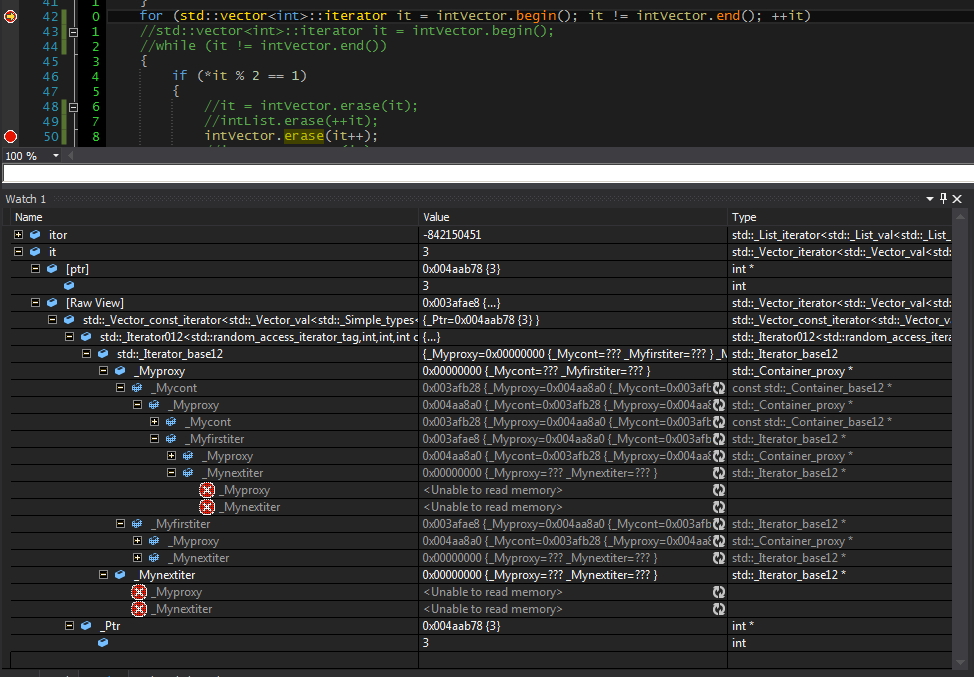 41 1 }
42 0 for (std::vector<int>::iterator it = intVector.begin(); it != intVector.end(); ++it)
43 1 //std::vector<int>::iterator it = intVector.begin();
44 2 //while (it != intVector.end())
45 3 {
46 4 if (*it % 2 == 1)
47 5 {
48 6 //it = intVector.erase(it);
49 7 //intList.erase(++it);
50 8 intVector.erase(it++);
100 %
Watch 1
Name Value Type
itor -842150451 std::_List_iterator<std::_List_val<std::_List_
it 3 std::_Vector_iterator<std::_Vector_val<std:
[ptr] 0x004aab78 {3} int *
3 int
[Raw View] 0x003afae8 {...} std::_Vector_iterator<std::_Vector_val<std:
std::_Vector_const_iterator<std::_Vector_val<std::_Simple_types< {_Ptr=0x004aab78 {3} } std::_Vector_const_iterator<std::_Vector_v
std::_Iterator012<std::random_access_iterator_tag,int,int,int c {...} std::_Iterator012<std::random_access_itera
std::_Iterator_base12 {_Myproxy=0x00000000 {_Mycont=??? _Myfirstiter=??? } _M std::_Iterator_base12
_Myproxy 0x00000000 {_Mycont=??? _Myfirstiter=??? } std::_Container_proxy *
_Mycont 0x003afb28 {_Myproxy=0x004aa8a0 {_Mycont=0x003afb const std::_Container_base12 *
_Myproxy 0x004aa8a0 {_Mycont=0x003afb28 {_Myproxy=0x004aa8 std::_Container_proxy *
_Mycont 0x003afb28 {_Myproxy=0x004aa8a0 {_Mycont=0x003afb const std::_Container_base12 *
_Myfirstiter 0x003afae8 {_Myproxy=0x004aa8a0 {_Mycont=0x003afb std::_Iterator_base12 *
_Myproxy 0x004aa8a0 {_Mycont=0x003afb28 {_Myproxy=0x004aa8 std::_Container_proxy *
_Mynextiter 0x00000000 {_Myproxy=??? _Mynextiter=??? } std::_Iterator_base12 *
_Myproxy <Unable to read memory>
_Mynextiter <Unable to read memory>
_Myfirstiter 0x003afae8 {_Myproxy=0x004aa8a0 {_Mycont=0x003afb std::_Iterator_base12 *
_Myproxy 0x004aa8a0 {_Mycont=0x003afb28 {_Myproxy=0x004aa8 std::_Container_proxy *
_Mynextiter 0x00000000 {_Myproxy=??? _Mynextiter=??? } std::_Iterator_base12 *
_Mynextiter 0x00000000 {_Myproxy=??? _Mynextiter=??? } std::_Iterator_base12 *
_Myproxy <Unable to read memory>
_Mynextiter <Unable to read memory>
_Ptr 0x004aab78 {3} int *
3 int